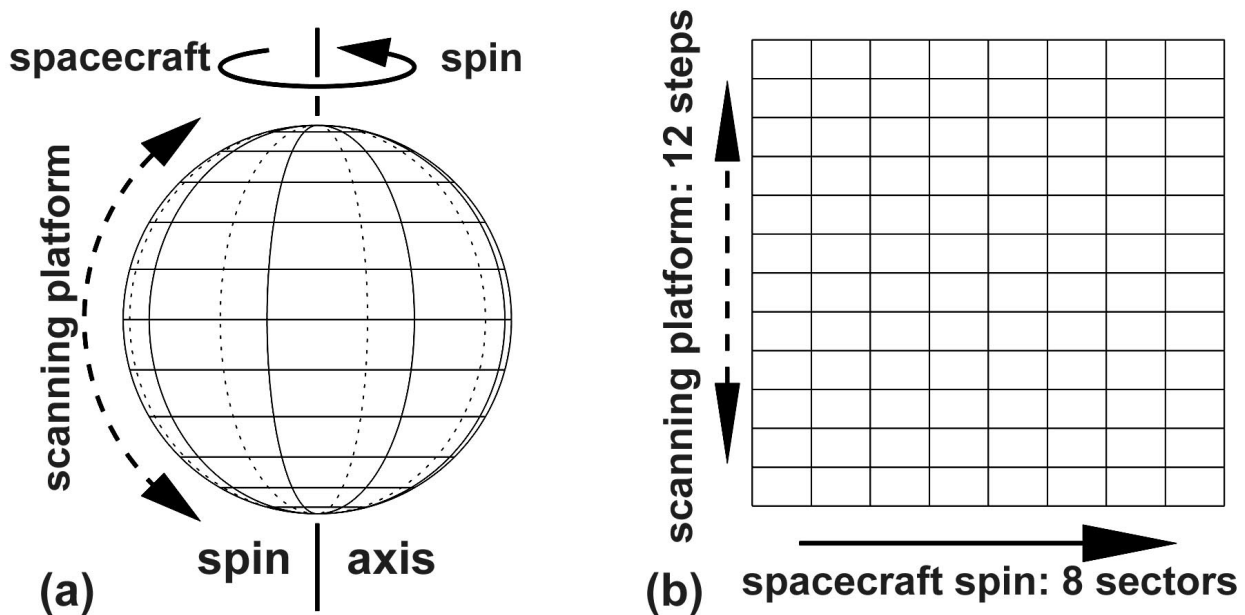 spacecraft spin
scanning platform
spin axis
(a)
scanning platform: 12 steps
spacecraft spin: 8 sectors
(b)